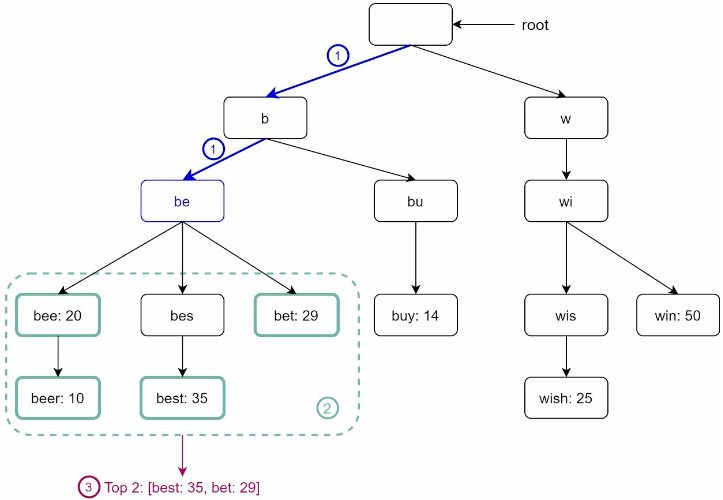 root
1
b
w
1
be
bu
wi
bee: 20
bes
bet: 29
buy: 14
wis
win: 50
beer: 10
best: 35
2
wish: 25
3 Top 2: [best: 35, bet: 29]